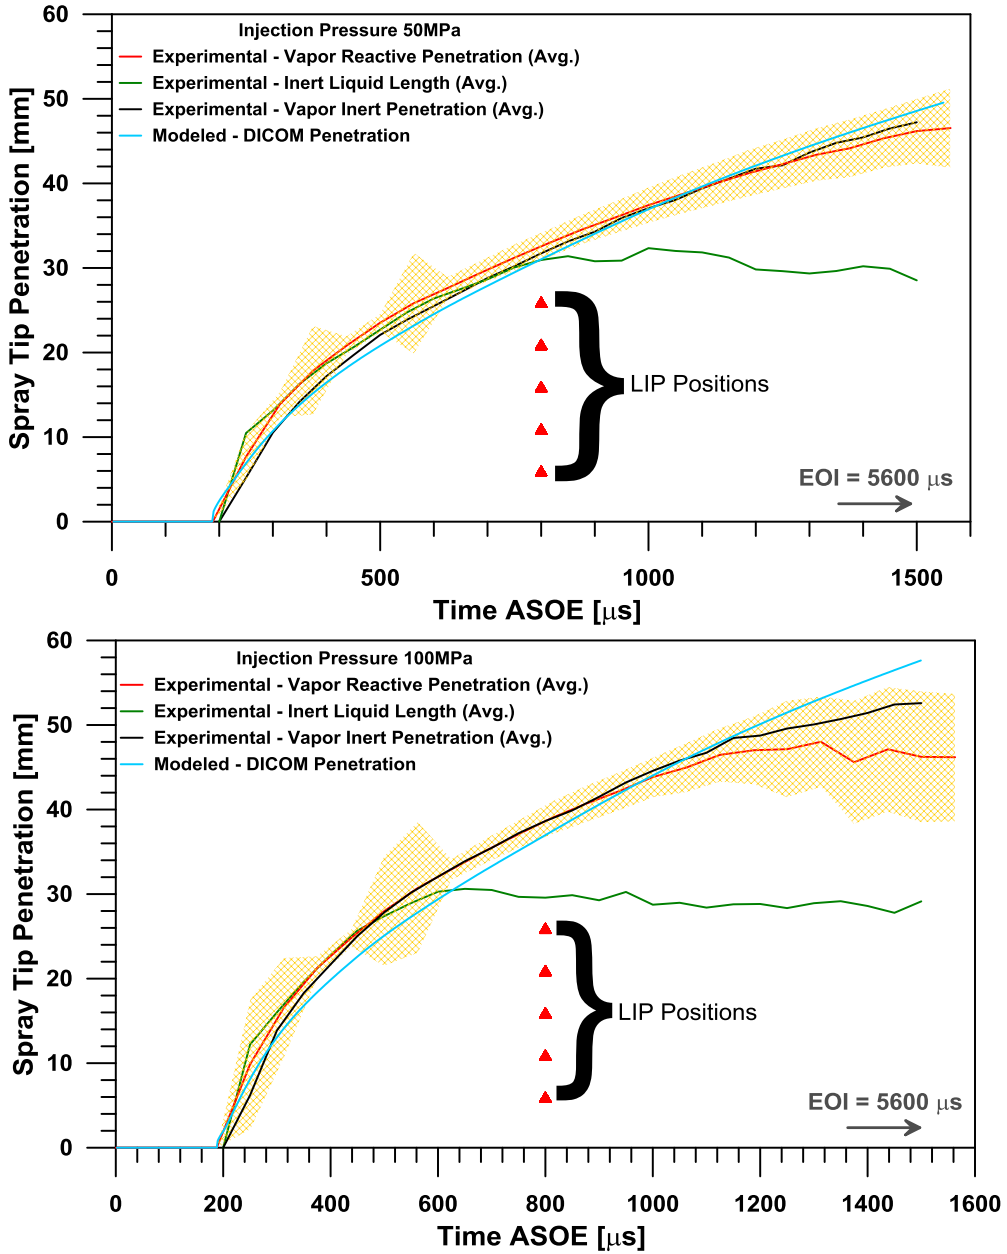 60
Injection Pressure 50MPa
Experimental - Vapor Reactive Penetration (Avg.)
Experimental - Inert Liquid Length (Avg.)
Experimental - Vapor Inert Penetration (Avg.)
Modeled - DICOM Penetration
50
40
30
20
10
0
Spray Tip Penetration [mm]
LIP Positions
EOI = 5600 μs
0 500 1000 1500
Time ASOE [μs]
60
Injection Pressure 100MPa
Experimental - Vapor Reactive Penetration (Avg.)
Experimental - Inert Liquid Length (Avg.)
Experimental - Vapor Inert Penetration (Avg.)
Modeled - DICOM Penetration
50
40
30
20
10
0
Spray Tip Penetration [mm]
LIP Positions
EOI = 5600 μs
0 200 400 600 800 1000 1200 1400 1600
Time ASOE [μs]